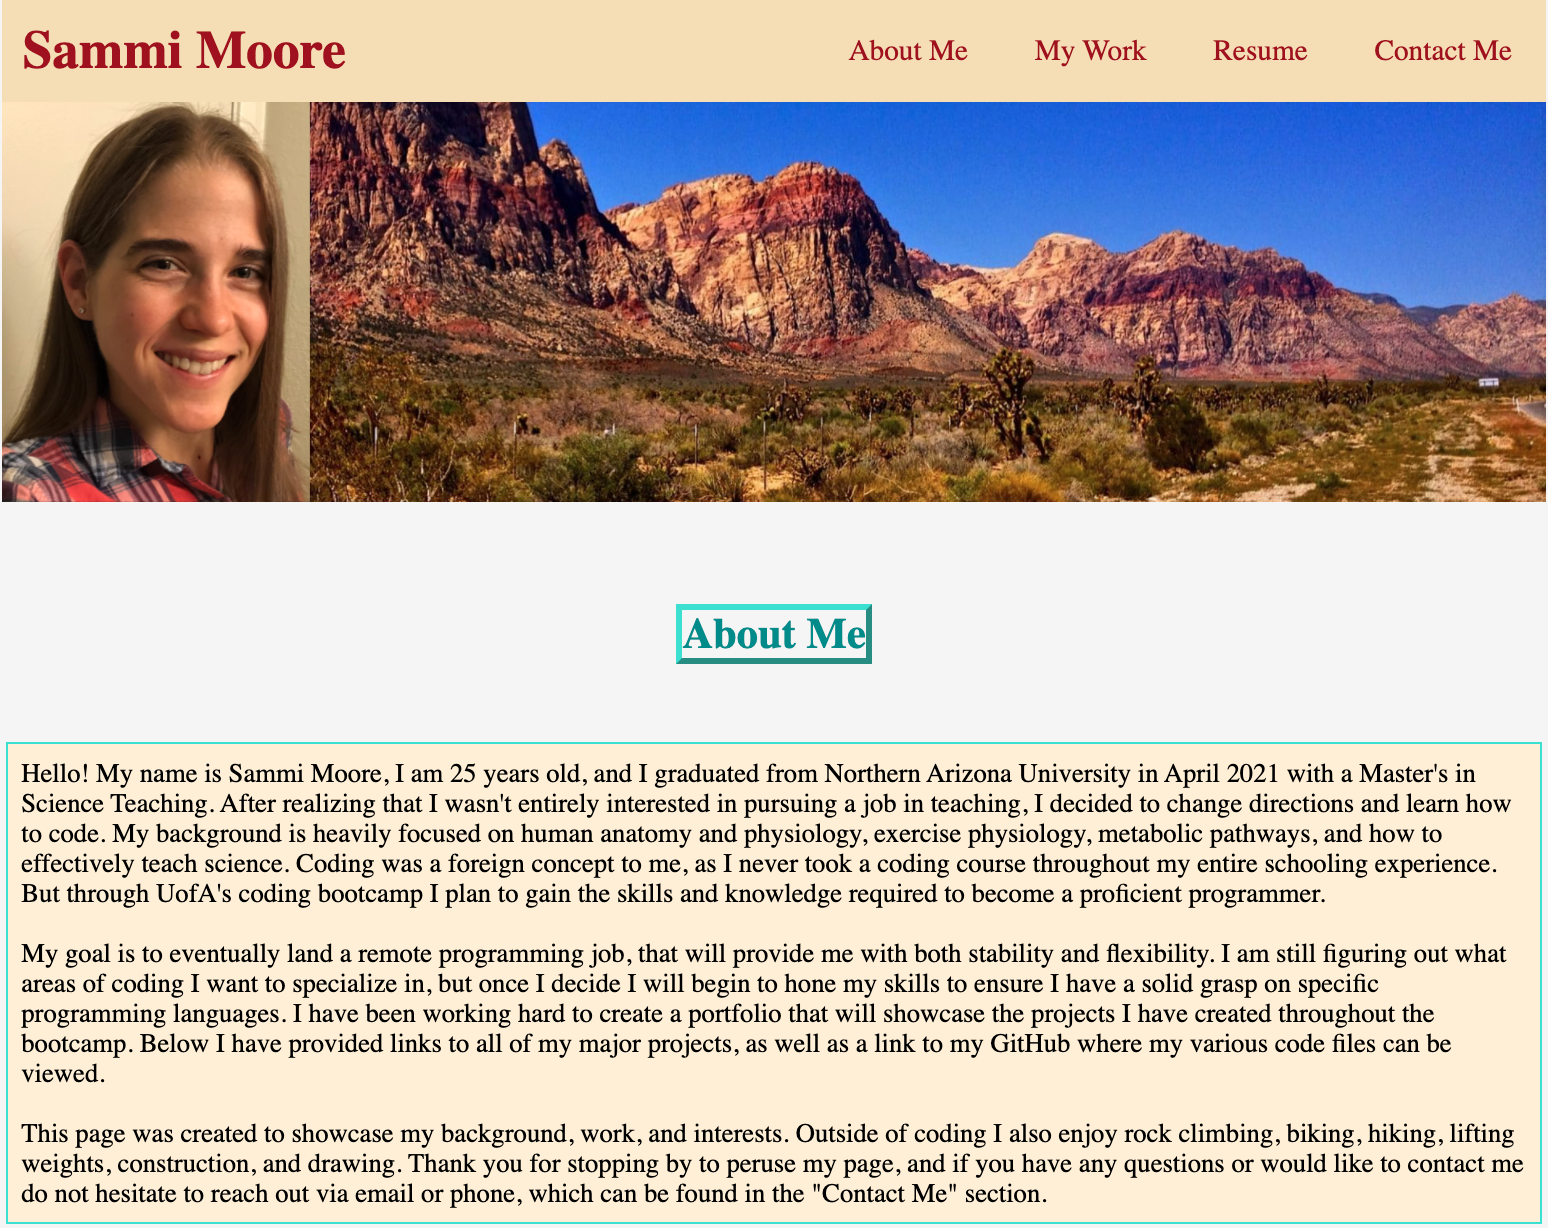 Sammi Moore
About Me
My Work
Resume
Contact Me
About Me
Hello! My name is Sammi Moore, I am 25 years old, and I graduated from Northern Arizona University in April 2021 with a Master's in
Science Teaching. After realizing that I wasn't entirely interested in pursuing a job in teaching, I decided to change directions and learn how
to code. My background is heavily focused on human anatomy and physiology, exercise physiology, metabolic pathways, and how to
effectively teach science. Coding was a foreign concept to me, as I never took a coding course throughout my entire schooling experience.
But through UofA's coding bootcamp I plan to gain the skills and knowledge required to become a proficient programmer.
My goal is to eventually land a remote programming job, that will provide me with both stability and flexibility. I am still figuring out what
areas of coding I want to specialize in, but once I decide I will begin to hone my skills to ensure I have a solid grasp on specific
programming languages. I have been working hard to create a portfolio that will showcase the projects I have created throughout the
bootcamp. Below I have provided links to all of my major projects, as well as a link to my GitHub where my various code files can be
viewed.
This page was created to showcase my background, work, and interests. Outside of coding I also enjoy rock climbing, biking, hiking, lifting
weights, construction, and drawing. Thank you for stopping by to peruse my page, and if you have any questions or would like to contact me
do not hesitate to reach out via email or phone, which can be found in the "Contact Me" section.